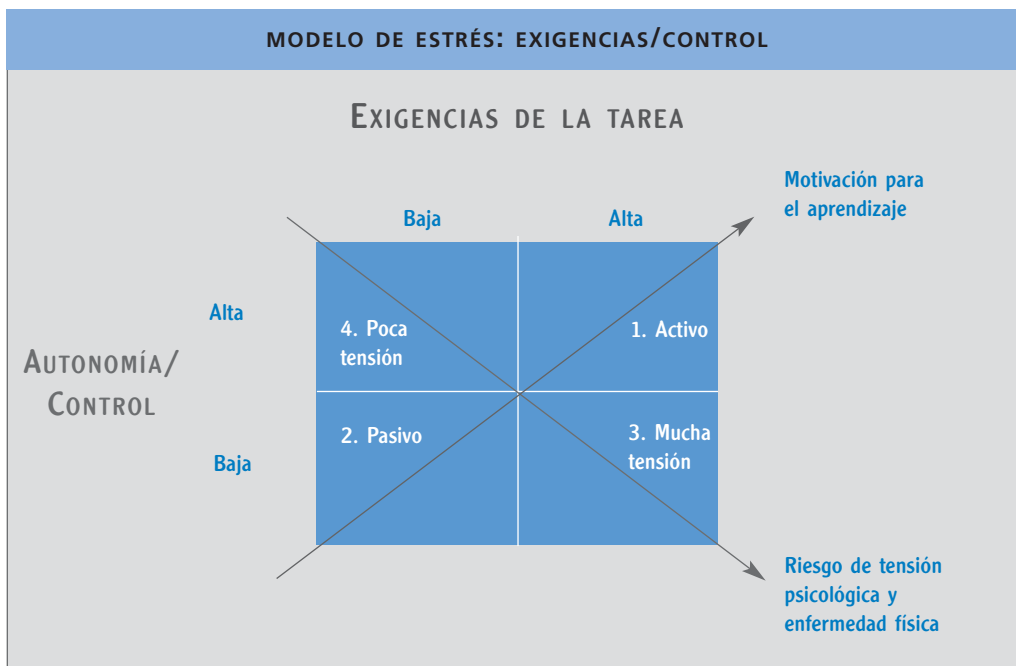 MODELO DE ESTRÉS: EXIGENCIAS/CONTROL
EXIGENCIAS DE LA TAREA
Motivación para
el aprendizaje
Baja
Alta
Alta
4. Poca
tensión
1. Activo
AUTONOMÍA/
CONTROL
Baja
2. Pasivo
3. Mucha
tensión
Riesgo de tensión
psicológica y
enfermedad física